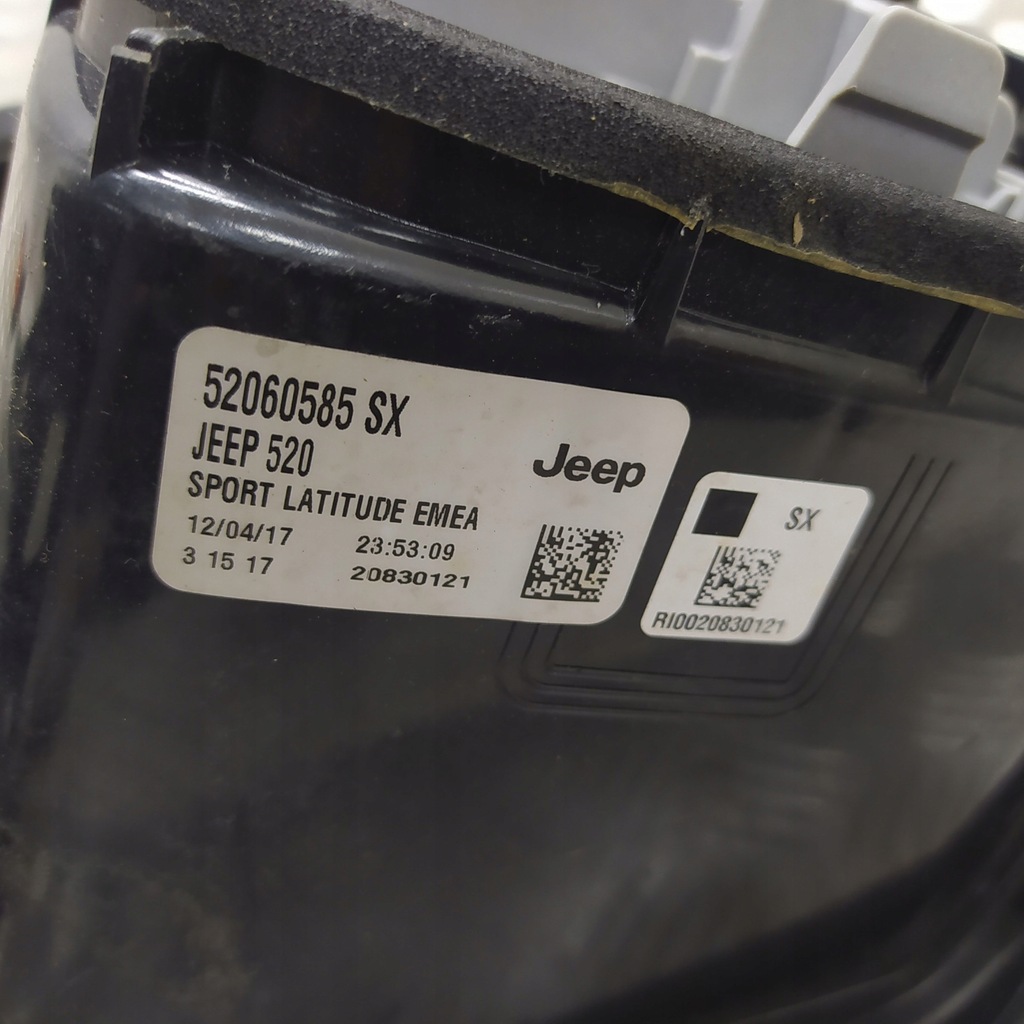 52060585 SX
JEEP 520
SPORT LATITUDE EMEA
12/04/17 23:53:09
3 15 17 20830121
Jeep
SX
RI0020830121